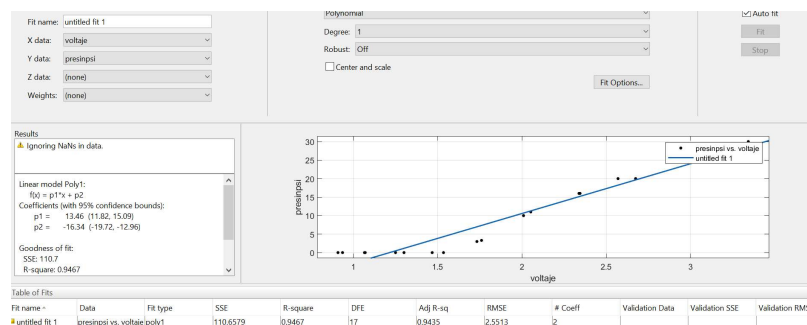 Polynomial
Auto fit
Fit name: untitled fit 1
Degree: 1
Fit
X data: voltaje
Robust: Off
Stop
Y data: presinpsi
Center and scale
Z data: (none)
Fit Options...
Weights: (none)
Results
Ignoring NaNs in data.
Linear model Poly1:
f(x) = p1*x + p2
Coefficients (with 95% confidence bounds):
p1 = 13.46 (11.82, 15.09)
p2 = -16.34 (-19.72, -12.96)
Goodness of fit:
SSE: 110.7
R-square: 0.9467
30
25
20
15
10
5
0
presinpsi
presinpsi vs. voltaje
untitled fit 1
1 1.5 2 2.5 3
voltaje
Table of Fits
Fit name Data Fit type SSE R-square DFE Adj R-sq RMSE # Coeff Validation Data Validation SSE Validation RMS
untitled fit 1 presinpsi vs. voltaje poly1 110.6579 0.9467 17 0.9435 2.5513 2